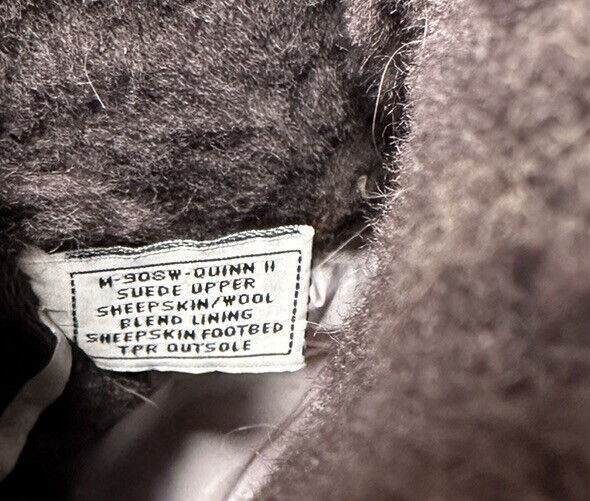 M-908W-QUINN II
SUEDE UPPER
SHEEPSKIN/WOOL
BLEND LINING
SHEEPSKIN FOOTBED
TPR OUTSOLE